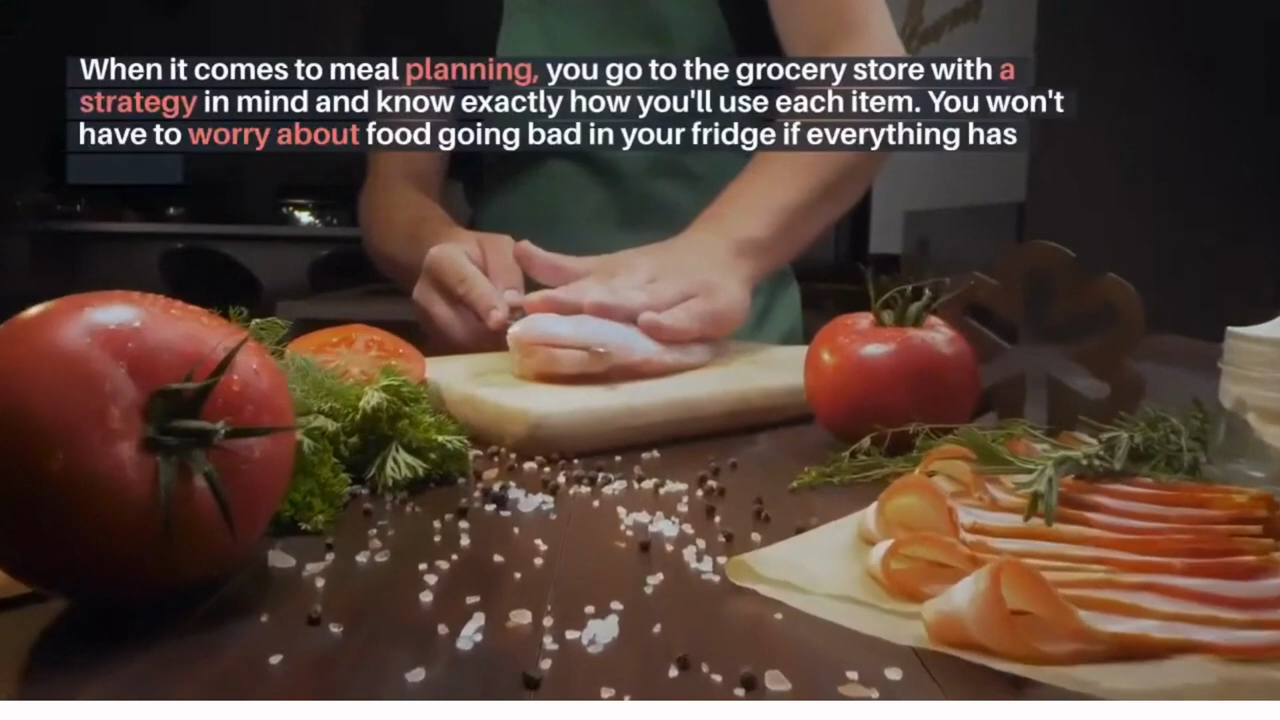 When it comes to meal planning, you go to the grocery store with a
strategy in mind and know exactly how you'll use each item. You won't
have to worry about food going bad in your fridge if everything has